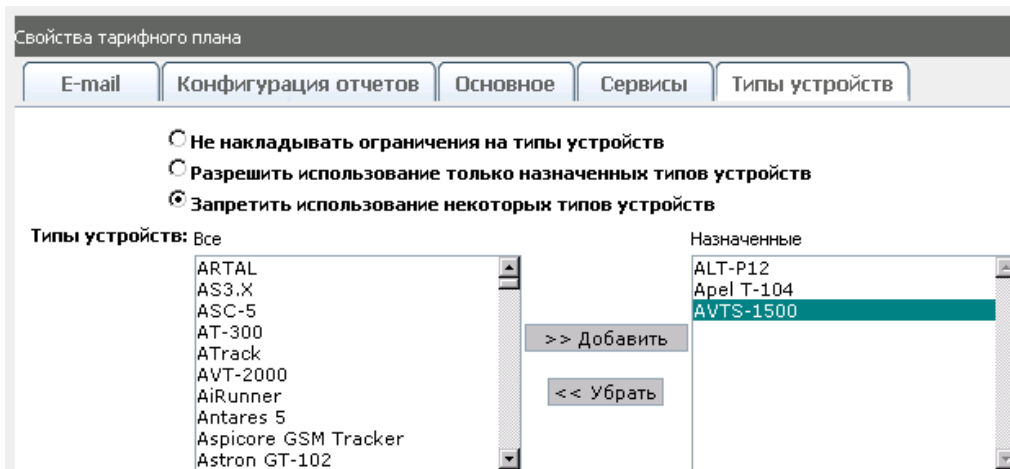 Свойства тарифного плана
E-mail Конфигурация отчетов Основное Сервисы Типы устройств
Не накладывать ограничения на типы устройств
Разрешить использование только назначенных типов устройств
Запретить использование некоторых типов устройств
Типы устройств: Все Назначенные
ARTAL ALT-P12
AS3.X Apel T-104
ASC-5 AVTS-1500
AT-300
>> Добавить
ATrack
AVT-2000
AiRunner
<< Убрать
Antares 5
Aspicore GSM Tracker
Astron GT-102